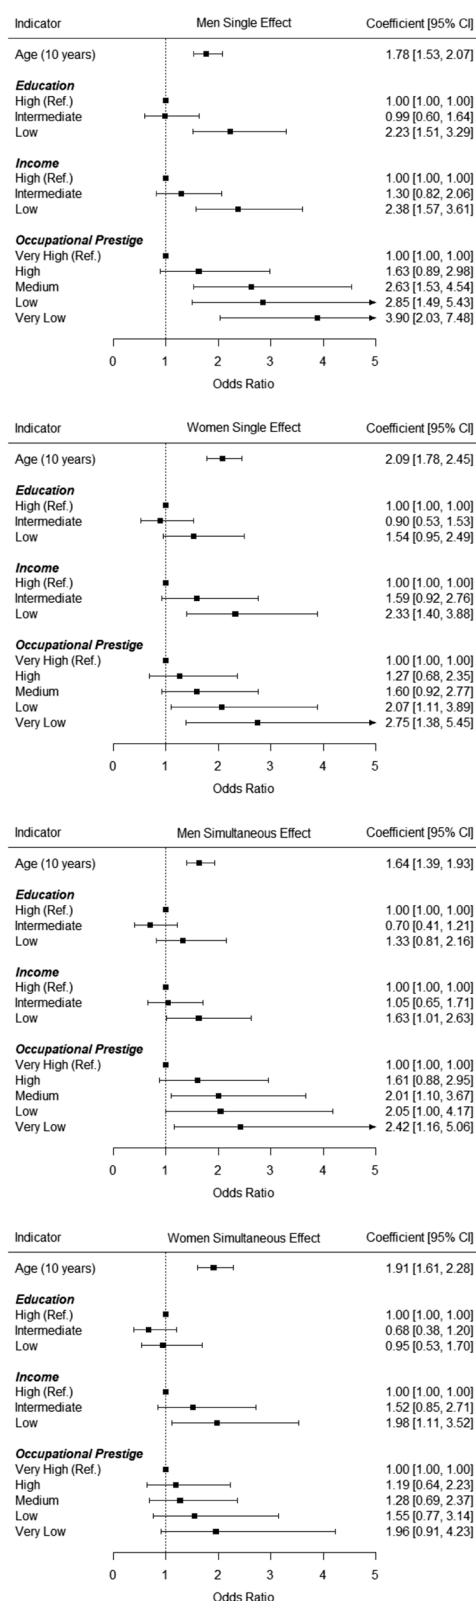 Indicator Men Single Effect Coefficient [95% CI]
Age (10 years) 1.78 [1.53, 2.07]
Education
High (Ref.) 1.00 [1.00, 1.00]
Intermediate 0.99 [0.60, 1.64]
Low 2.23 [1.51, 3.29]
Income
High (Ref.) 1.00 [1.00, 1.00]
Intermediate 1.30 [0.82, 2.06]
Low 2.38 [1.57, 3.61]
Occupational Prestige
Very High (Ref.) 1.00 [1.00, 1.00]
High 1.63 [0.89, 2.98]
Medium 2.63 [1.53, 4.54]
Low 2.85 [1.49, 5.43]
Very Low 3.90 [2.03, 7.48]
0 1 2 3 4 5
Odds Ratio
Indicator Women Single Effect Coefficient [95% CI]
Age (10 years) 2.09 [1.78, 2.45]
Education
High (Ref.) 1.00 [1.00, 1.00]
Intermediate 0.90 [0.53, 1.53]
Low 1.54 [0.95, 2.49]
Income
High (Ref.) 1.00 [1.00, 1.00]
Intermediate 1.59 [0.92, 2.76]
Low 2.33 [1.40, 3.88]
Occupational Prestige
Very High (Ref.) 1.00 [1.00, 1.00]
High 1.27 [0.68, 2.35]
Medium 1.60 [0.92, 2.77]
Low 2.07 [1.11, 3.89]
Very Low 2.75 [1.38, 5.45]
0 1 2 3 4 5
Odds Ratio
Indicator Men Simultaneous Effect Coefficient [95% CI]
Age (10 years) 1.64 [1.39, 1.93]
Education
High (Ref.) 1.00 [1.00, 1.00]
Intermediate 0.70 [0.41, 1.21]
Low 1.33 [0.81, 2.16]
Income
High (Ref.) 1.00 [1.00, 1.00]
Intermediate 1.05 [0.65, 1.71]
Low 1.63 [1.01, 2.63]
Occupational Prestige
Very High (Ref.) 1.00 [1.00, 1.00]
High 1.61 [0.88, 2.95]
Medium 2.01 [1.10, 3.67]
Low 2.05 [1.00, 4.17]
Very Low 2.42 [1.16, 5.06]
0 1 2 3 4 5
Odds Ratio
Indicator Women Simultaneous Effect Coefficient [95% CI]
Age (10 years) 1.91 [1.61, 2.28]
Education
High (Ref.) 1.00 [1.00, 1.00]
Intermediate 0.68 [0.38, 1.20]
Low 0.95 [0.53, 1.70]
Income
High (Ref.) 1.00 [1.00, 1.00]
Intermediate 1.52 [0.85, 2.71]
Low 1.98 [1.11, 3.52]
Occupational Prestige
Very High (Ref.) 1.00 [1.00, 1.00]
High 1.19 [0.64, 2.23]
Medium 1.28 [0.69, 2.37]
Low 1.55 [0.77, 3.14]
Very Low 1.96 [0.91, 4.23]
0 1 2 3 4 5
Odds Ratio